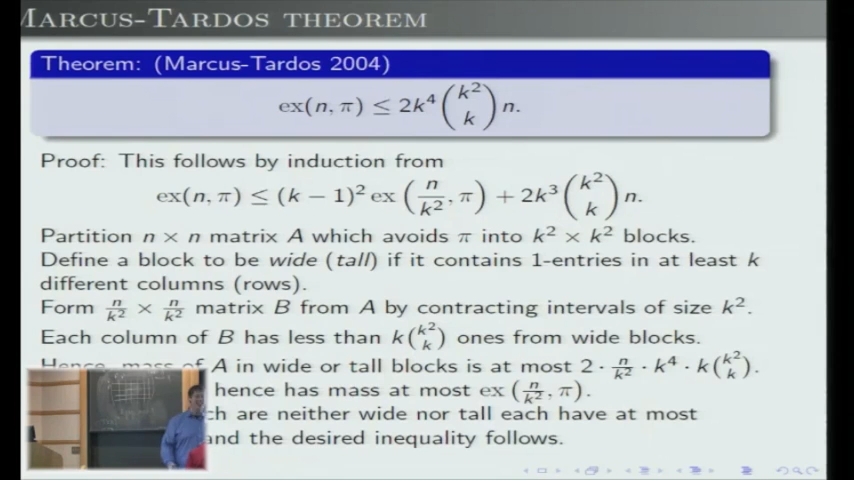 MARCUS-TARDOS THEOREM
Theorem: (Marcus-Tardos 2004)
ex(n, π) ≤ 2k⁴ (k² k) n.
Proof: This follows by induction from
ex(n, π) ≤ (k − 1)² ex (n/k², π) + 2k³ (k² k) n.
Partition n × n matrix A which avoids π into k² × k² blocks.
Define a block to be wide (tall) if it contains 1-entries in at least k
different columns (rows).
Form n/k² × n/k² matrix B from A by contracting intervals of size k².
Each column of B has less than k(k² k) ones from wide blocks.
Hence, mass of A in wide or tall blocks is at most 2 · n/k² · k⁴ · k(k² k).
hence has mass at most ex (n/k², π).
are neither wide nor tall each have at most
and the desired inequality follows.